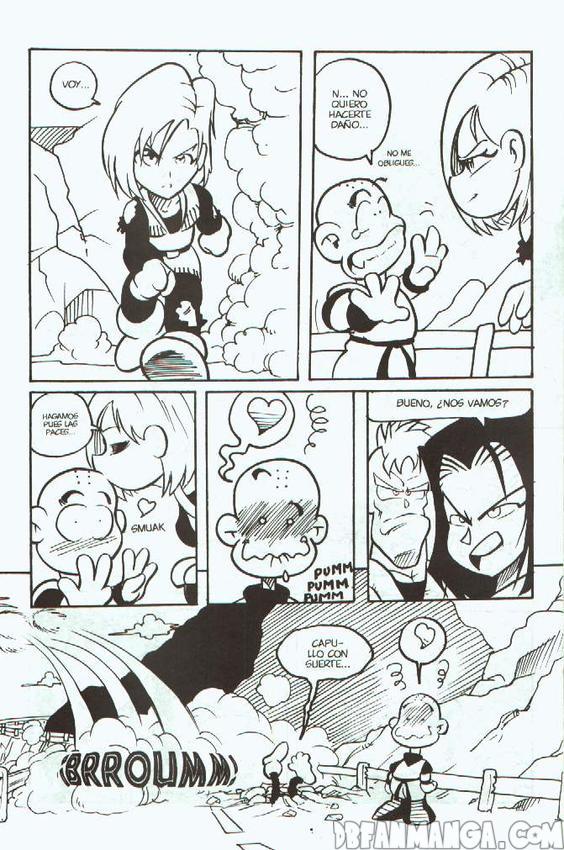 VOY...
N... NO
QUIERO
HACERTE
DAÑO...
NO ME
OBLIGUES...
HAGAMOS
PUES LAS
PACES...
SMUAK
PUMM
PUMM
PUMM
BUENO, ¿NOS VAMOS?
CAPU-
LLO CON
SUERTE...
¡BRROUMM!
DBFANMANGA.COM